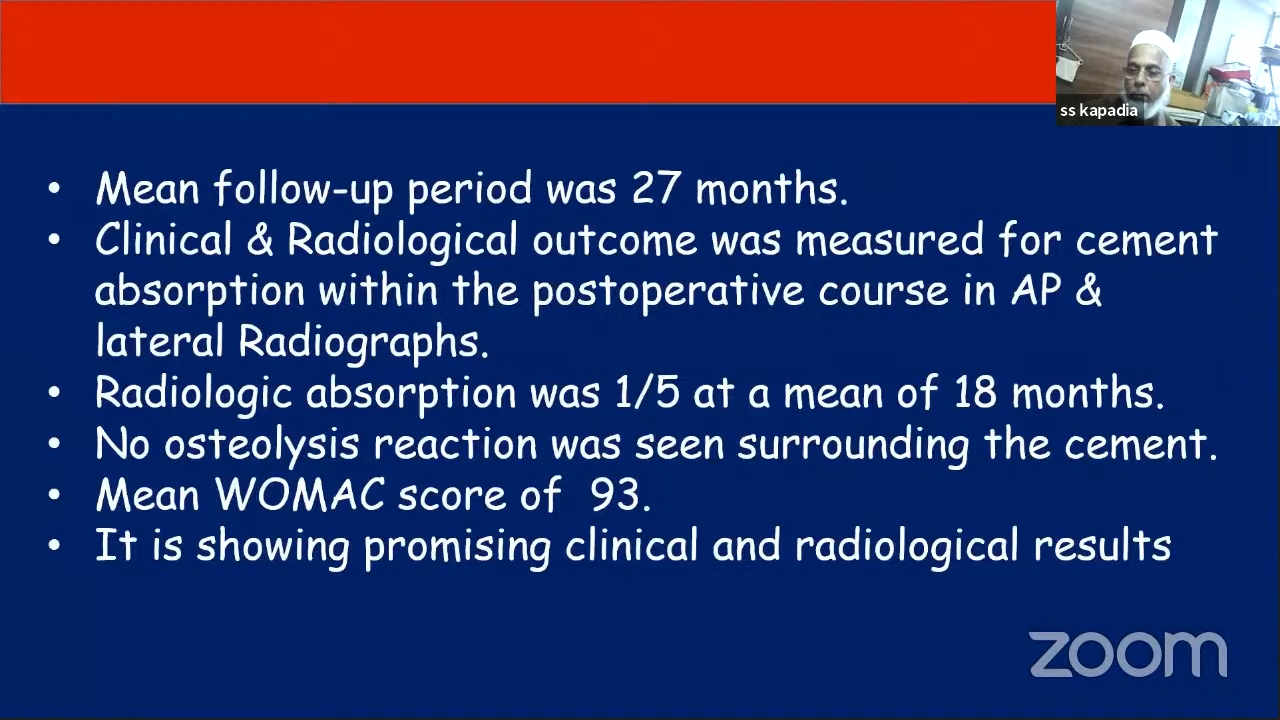 ss kapadia
• Mean follow-up period was 27 months.
• Clinical & Radiological outcome was measured for cement
absorption within the postoperative course in AP &
lateral Radiographs.
• Radiologic absorption was 1/5 at a mean of 18 months.
• No osteolysis reaction was seen surrounding the cement.
• Mean WOMAC score of  93.
• It is showing promising clinical and radiological results
zoom